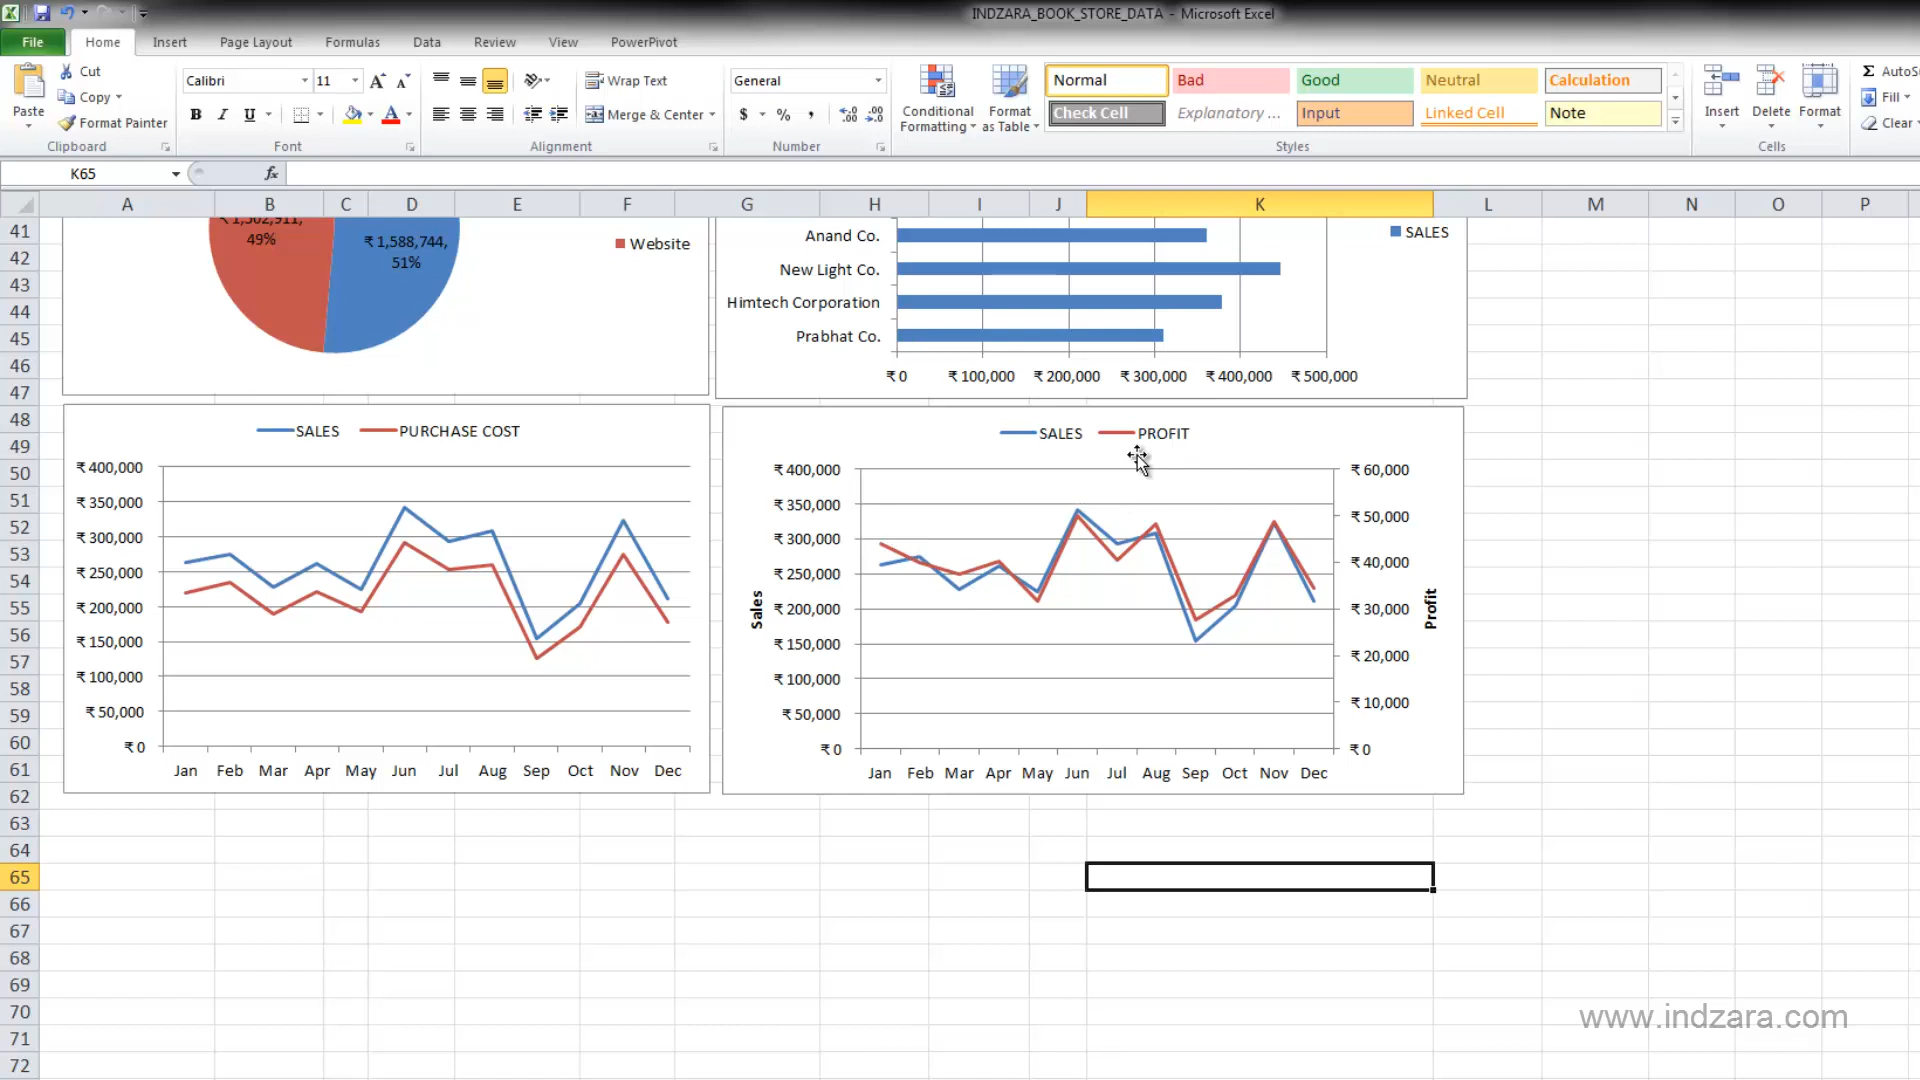 INDZARA_BOOK_STORE_DATA - Microsoft Excel
File Home Insert Page Layout Formulas Data Review View PowerPivot
Paste
Cut
Copy
Format Painter
Clipboard
Calibri 11
B I U
Font
Wrap Text
Merge & Center
Alignment
General
$ % ,
Number
Conditional Formatting
Format as Table
Normal Bad Good Neutral Calculation
Check Cell Explanatory ... Input Linked Cell Note
Styles
Insert Delete Format
Cells
Σ AutoS
Fill
Clear
K65 fx
A B C D E F G H I J K L M N O P
41
42
43
44
45
46
47
48
49
50
51
52
53
54
55
56
57
58
59
60
61
62
63
64
65
66
67
68
69
70
71
72
49%
₹ 1,588,744,
51%
Website
Anand Co.
New Light Co.
Himtech Corporation
Prabhat Co.
₹ 0 ₹ 100,000 ₹ 200,000 ₹ 300,000 ₹ 400,000 ₹ 500,000
SALES
SALES PURCHASE COST
₹ 400,000
₹ 350,000
₹ 300,000
₹ 250,000
₹ 200,000
₹ 150,000
₹ 100,000
₹ 50,000
₹ 0
Jan Feb Mar Apr May Jun Jul Aug Sep Oct Nov Dec
SALES PROFIT
Sales
₹ 400,000
₹ 350,000
₹ 300,000
₹ 250,000
₹ 200,000
₹ 150,000
₹ 100,000
₹ 50,000
₹ 0
₹ 60,000
₹ 50,000
₹ 40,000
₹ 30,000
₹ 20,000
₹ 10,000
₹ 0
Profit
Jan Feb Mar Apr May Jun Jul Aug Sep Oct Nov Dec
www.indzara.com